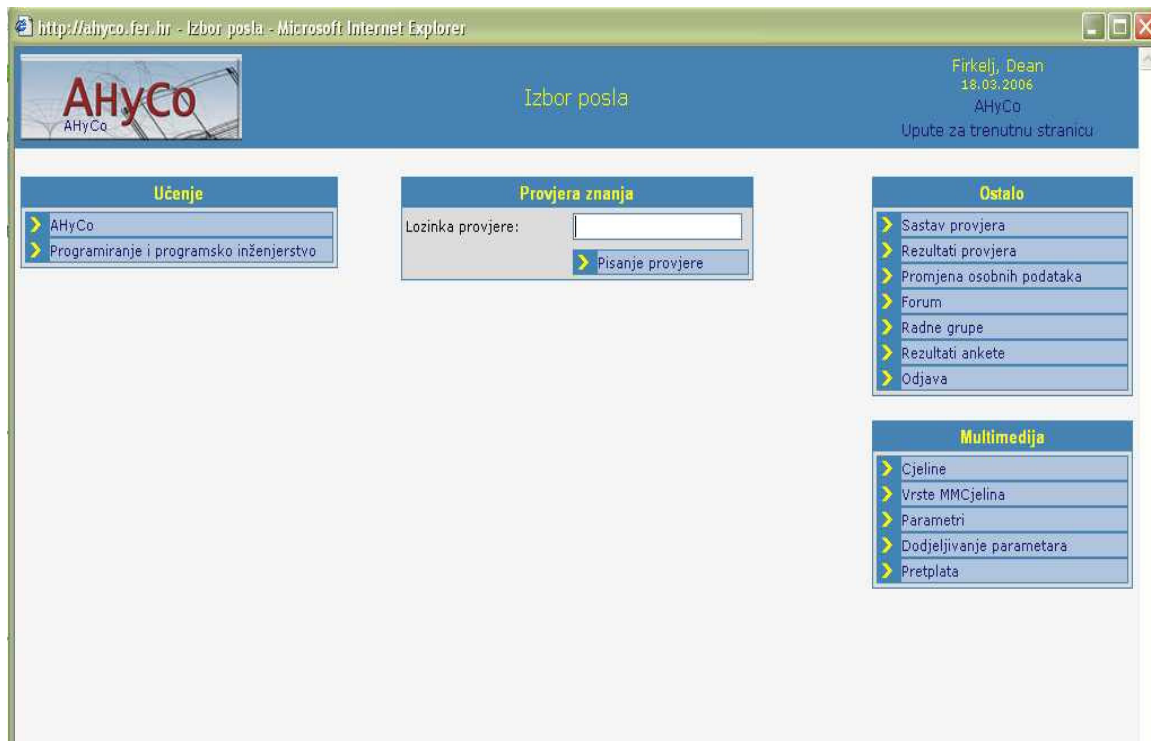 http://ahyco.fer.hr - Izbor posla - Microsoft Internet Explorer
AHyCo
AHyCo
Izbor posla
Firkelj, Dean
18.03.2006
AHyCo
Upute za trenutnu stranicu
Učenje
AHyCo
Programiranje i programsko inženjerstvo
Provjera znanja
Lozinka provjere:
Pisanje provjere
Ostalo
Sastav provjera
Rezultati provjera
Promjena osobnih podataka
Forum
Radne grupe
Rezultati ankete
Odjava
Multimedija
Cjeline
Vrste MMCjelina
Parametri
Dodjeljivanje parametara
Pretplata